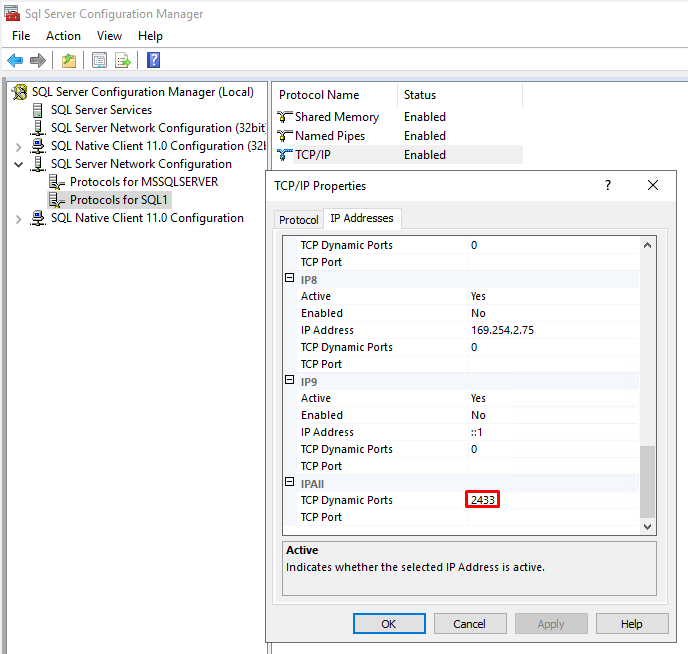 Sql Server Configuration Manager
File Action View Help
SQL Server Configuration Manager (Local)
SQL Server Services
SQL Server Network Configuration (32bit
SQL Native Client 11.0 Configuration (32bi
SQL Server Network Configuration
Protocols for MSSQLSERVER
Protocols for SQL1
SQL Native Client 11.0 Configuration
Protocol Name Status
Shared Memory Enabled
Named Pipes Enabled
TCP/IP Enabled
TCP/IP Properties ?
Protocol IP Addresses
TCP Dynamic Ports 0
TCP Port
IP8
Active Yes
Enabled No
IP Address 169.254.2.75
TCP Dynamic Ports 0
TCP Port
IP9
Active Yes
Enabled No
IP Address ::1
TCP Dynamic Ports 0
TCP Port
IPAll
TCP Dynamic Ports 2433
TCP Port
Active
Indicates whether the selected IP Address is active.
OK Cancel Apply Help